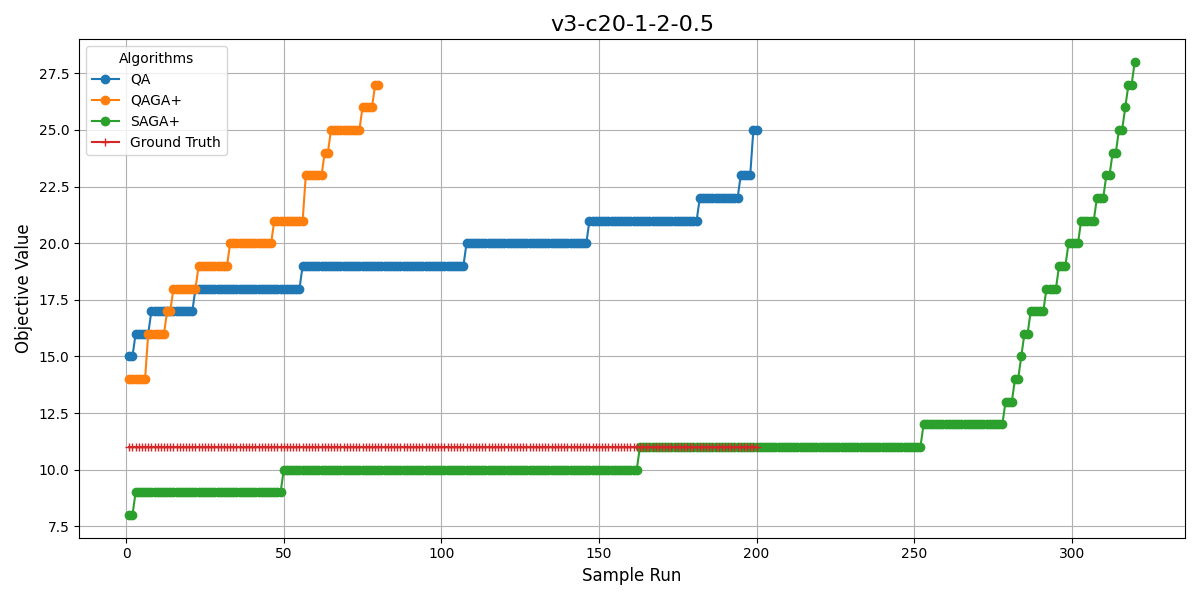 v3-c20-1-2-0.5
Algorithms
QA
QAGA+
SAGA+
Ground Truth
Objective Value
27.5
25.0
22.5
20.0
17.5
15.0
12.5
10.0
7.5
0 50 100 150 200 250 300
Sample Run